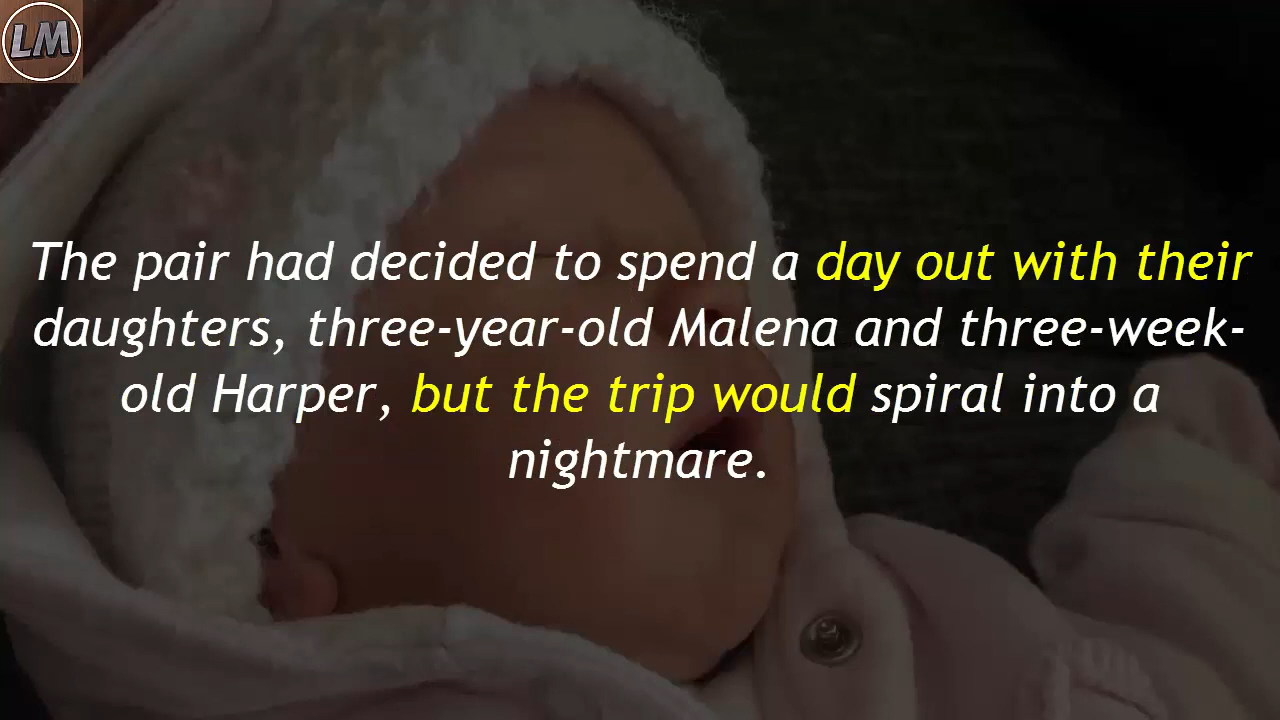 LM
The pair had decided to spend a day out with their
daughters, three-year-old Malena and three-week-
old Harper, but the trip would spiral into a
nightmare.